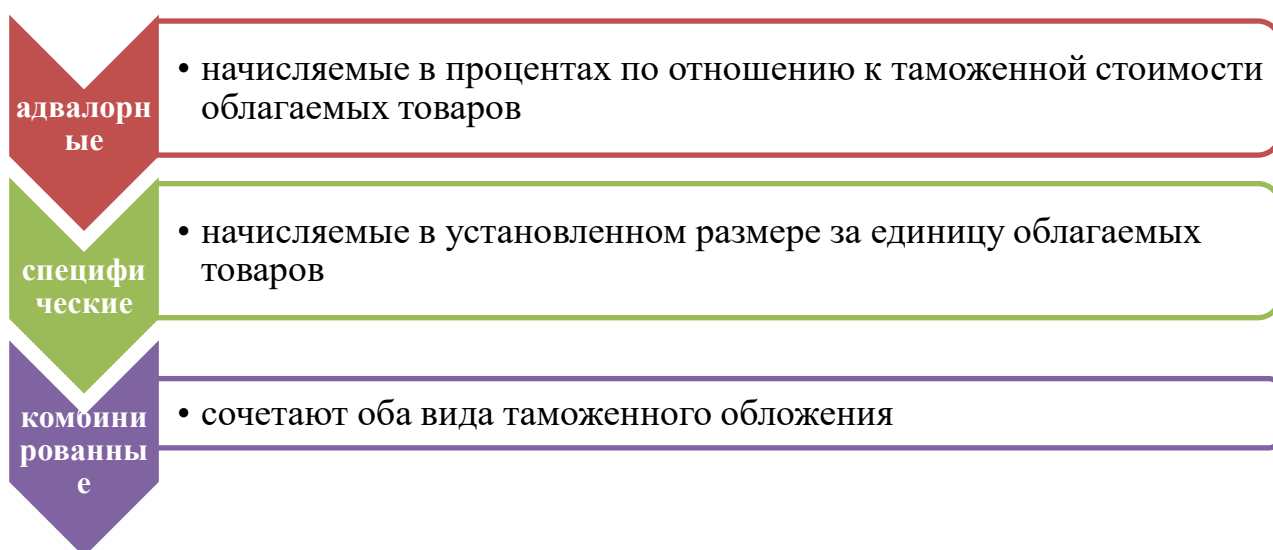 адвалорн
ые
• начисляемые в процентах по отношению к таможенной стоимости
облагаемых товаров
специфи
ческие
• начисляемые в установленном размере за единицу облагаемых
товаров
комбини
рованны
е
• сочетают оба вида таможенного обложения